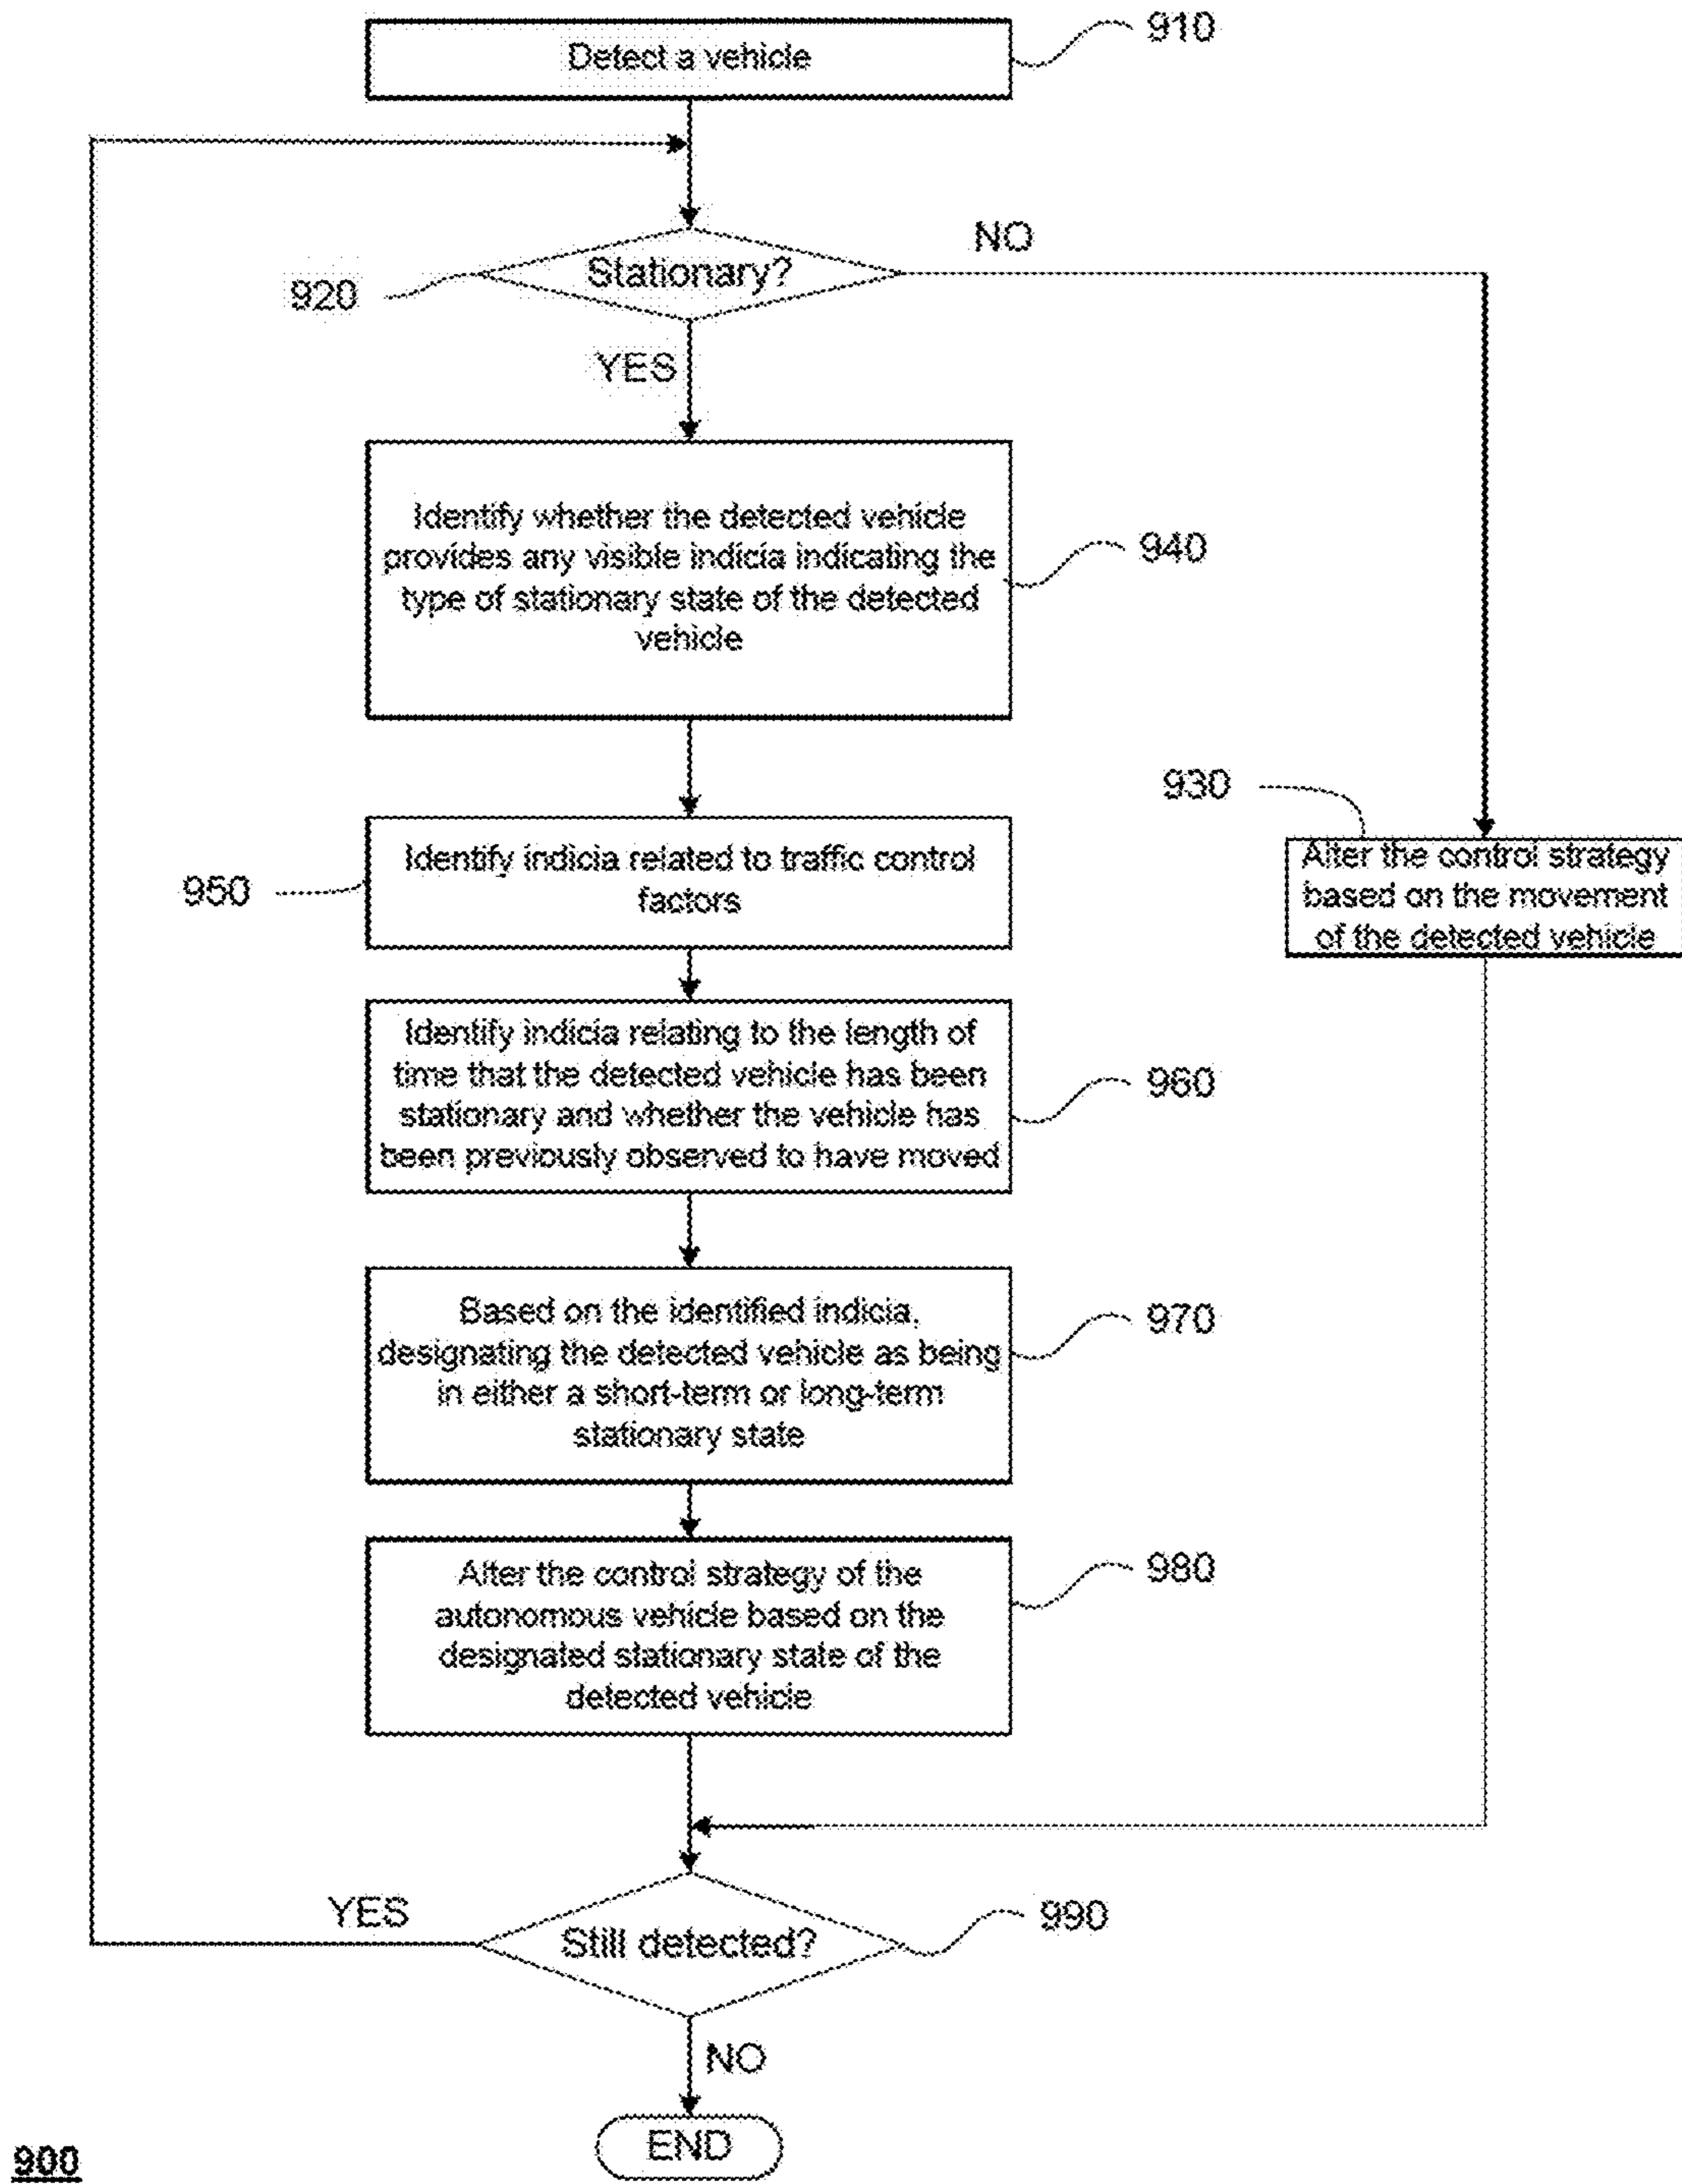 Detect a vehicle
910
Stationary?
NO
920
YES
Identify whether the detected vehicle
provides any visible indicia indicating the
type of stationary state of the detected
vehicle
940
930
Alter the control strategy
based on the movement
of the detected vehicle
Identify indicia related to traffic control
factors
950
Identify indicia relating to the length of
time that the detected vehicle has been
stationary and whether the vehicle has
been previously observed to have moved
960
Based on the identified indicia,
designating the detected vehicle as being
in either a short-term or long-term
stationary state
970
Alter the control strategy of the
autonomous vehicle based on the
designated stationary state of the
detected vehicle
980
YES
Still detected?
990
NO
END
900